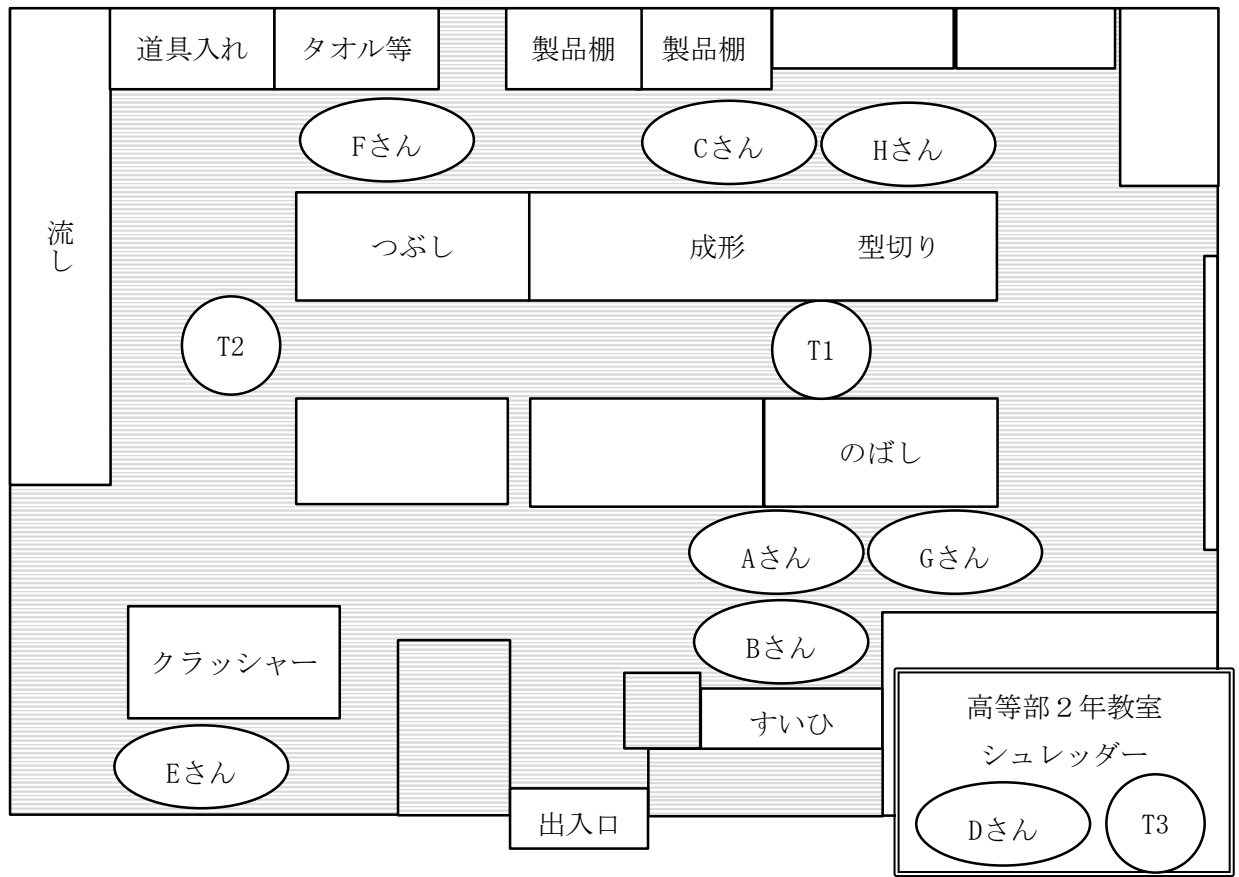 道具入れ
タオル等
製品棚
製品棚
Fさん
Cさん
Hさん
流し
つぶし
成形
型切り
T2
T1
のばし
Aさん
Gさん
Bさん
クラッシャー
すいひ
Eさん
出入口
高等部2年教室
シュレッダー
Dさん
T3